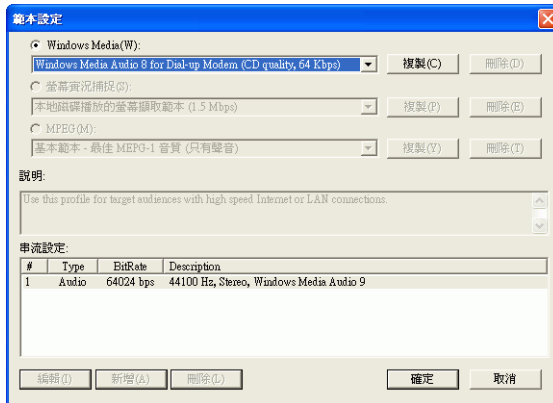 範本設定
Windows Media(W):
Windows Media Audio 8 for Dial-up Modem (CD quality, 64 Kbps) 複製(C) 刪除(D)
螢幕實況捕捉(S):
本地磁碟播放的螢幕擷取範本 (1.5 Mbps) 複製(P) 刪除(E)
MPEG(M):
基本範本 - 最佳 MEPG-1 音質 (只有聲音) 複製(Y) 刪除(T)
說明:
Use this profile for target audiences with high speed Internet or LAN connections.
串流設定:
# Type BitRate Description
1 Audio 64024 bps 44100 Hz, Stereo, Windows Media Audio 9
編輯(I) 新增(A) 刪除(L) 確定 取消